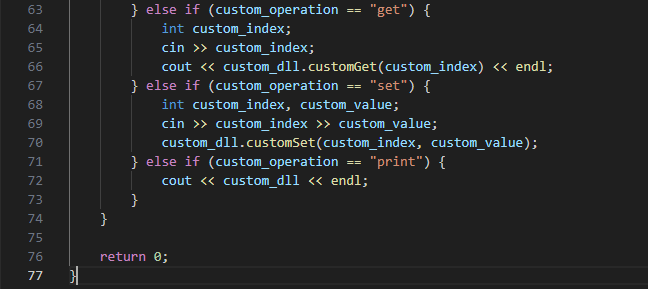 63 } else if (custom_operation == "get") {
64 int custom_index;
65 cin >> custom_index;
66 cout << custom_dll.customGet(custom_index) << endl;
67 } else if (custom_operation == "set") {
68 int custom_index, custom_value;
69 cin >> custom_index >> custom_value;
70 custom_dll.customSet(custom_index, custom_value);
71 } else if (custom_operation == "print") {
72 cout << custom_dll << endl;
73 }
74 }
75
76 return 0;
77 }